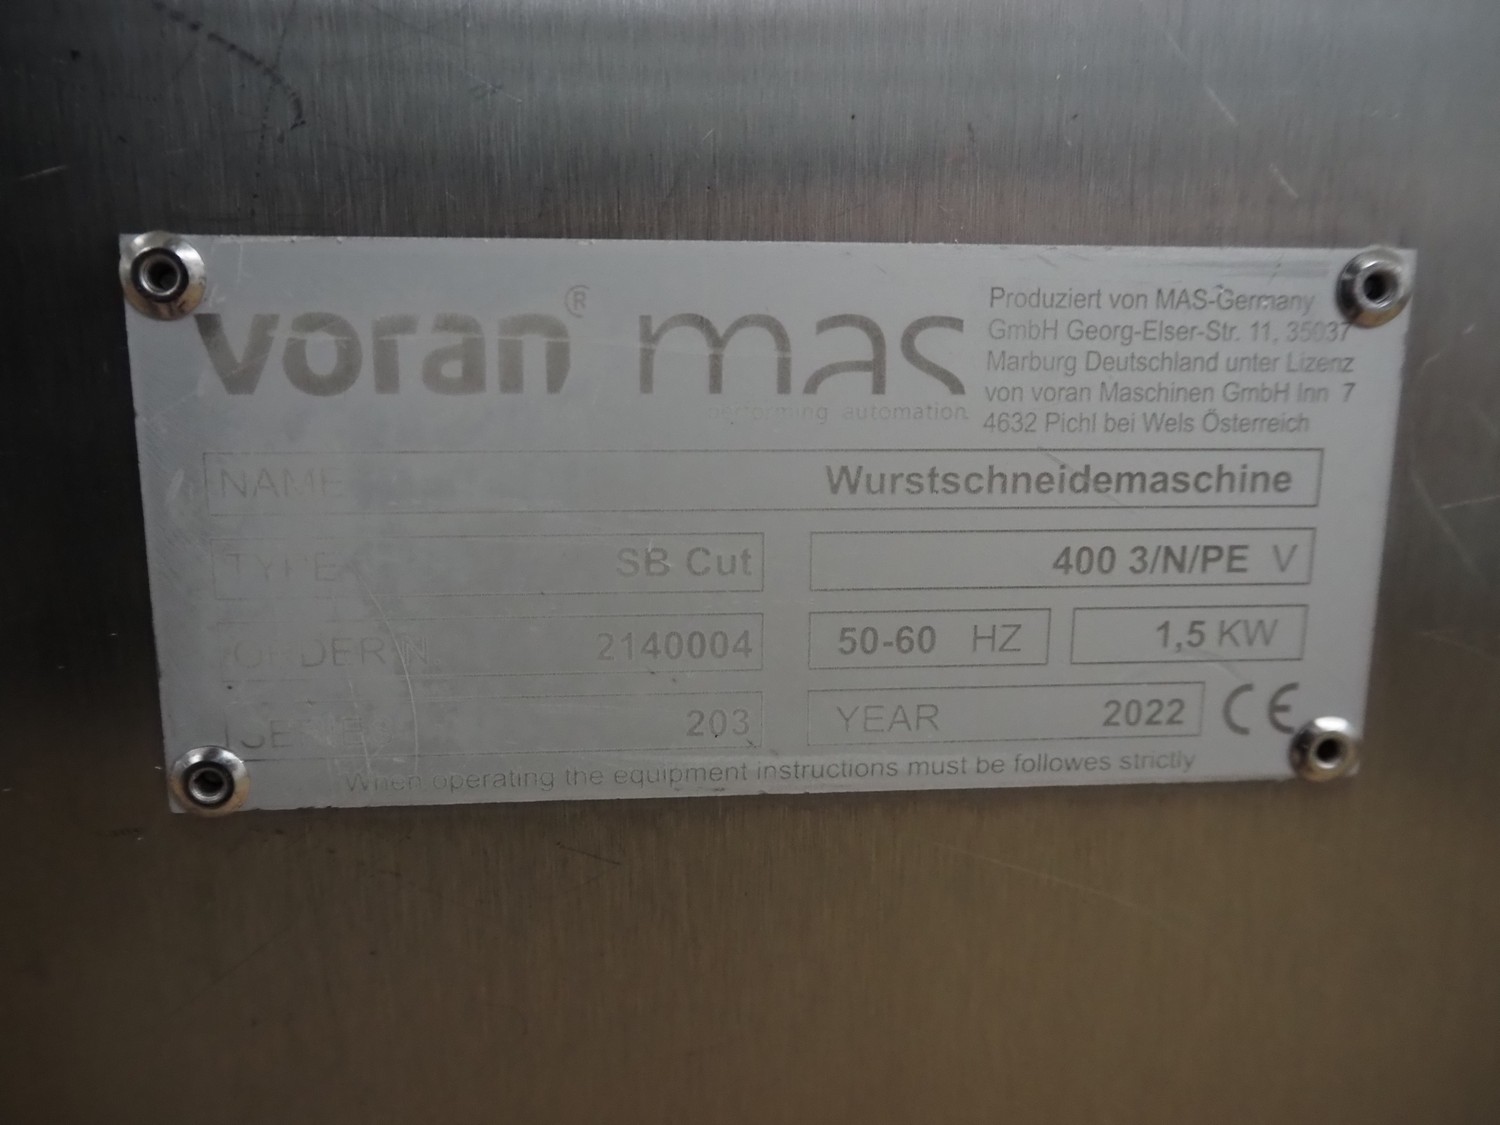 voran® mas
performing automation
Produziert von MAS-Germany
GmbH Georg-Elser-Str. 11, 35037
Marburg Deutschland unter Lizenz
von voran Maschinen GmbH Inn 7
4632 Pichl bei Wels Österreich
NAME Wurstschneidemaschine
TYPE SB Cut 400 3/N/PE V
ORDER N 2140004 50-60 HZ 1,5 KW
SERIE 203 YEAR 2022 CE
When operating the equipment instructions must be followes strictly